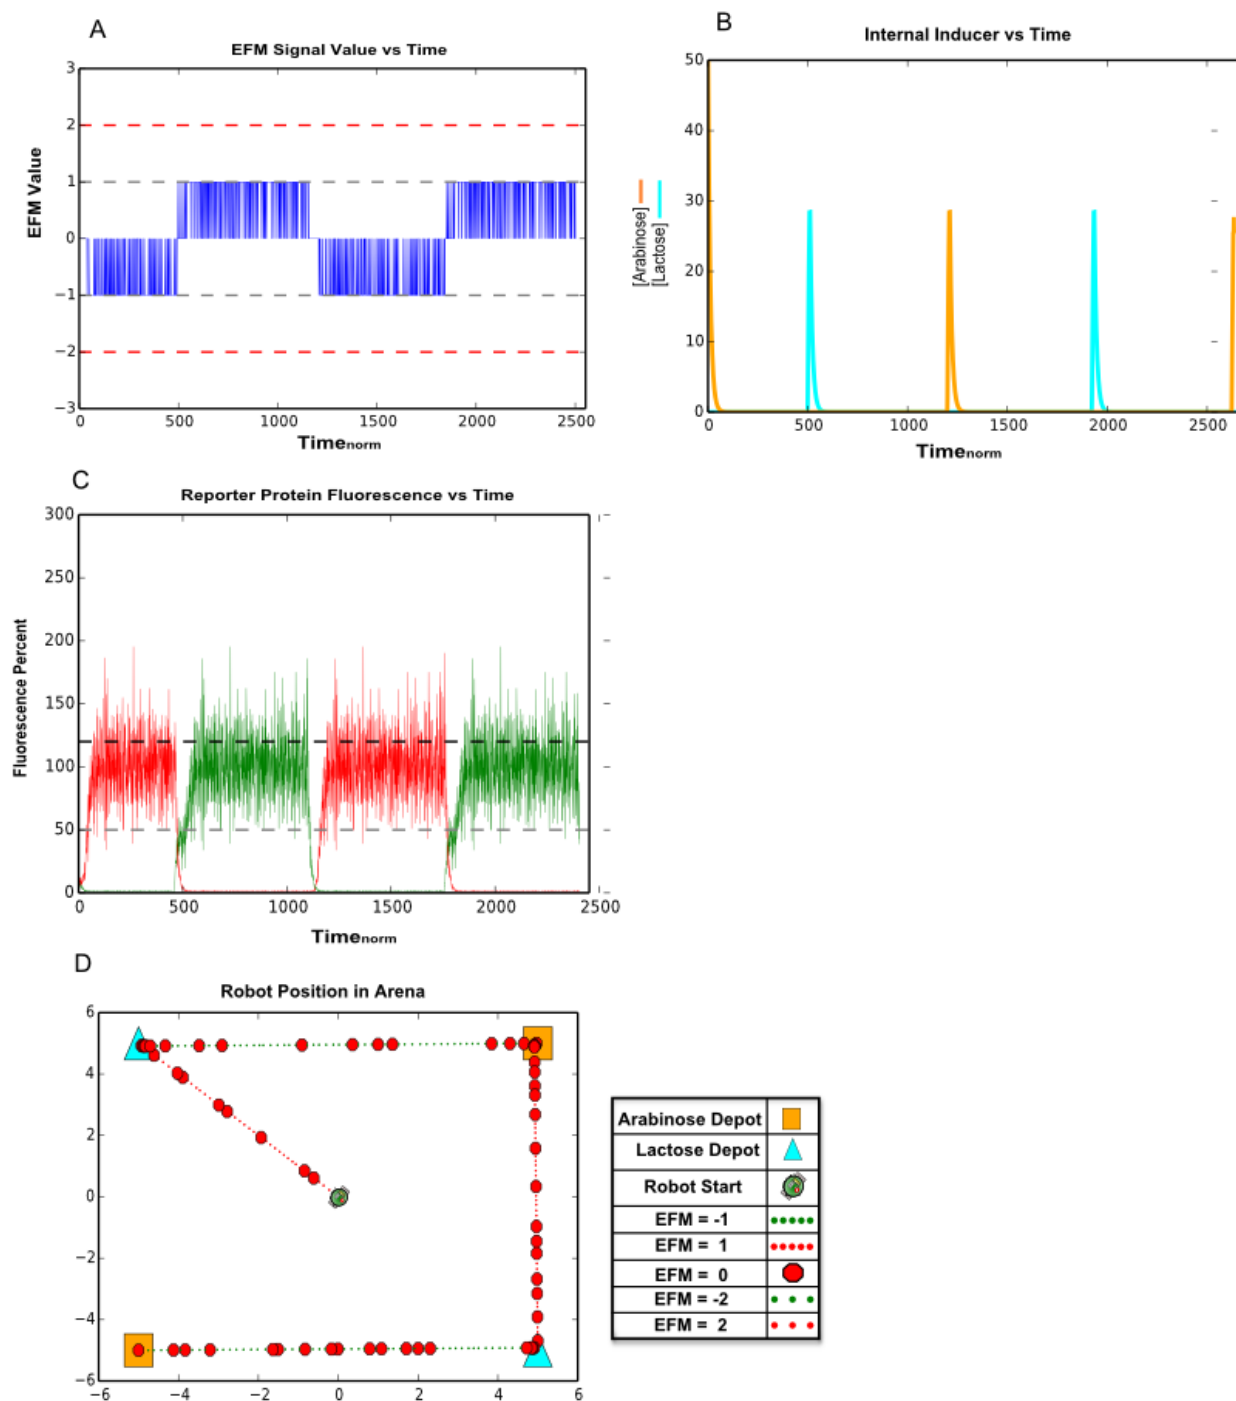 A
EFM Signal Value vs Time
3
2
1
0
−1
−2
−3
EFM Value
0 500 1000 1500 2000 2500
Timenorm
B
Internal Inducer vs Time
50
40
30
20
10
0
[Arabinose]
[Lactose]
0 500 1000 1500 2000 2500
Timenorm
C
Reporter Protein Fluorescence vs Time
300
250
200
150
100
50
0
Fluorescence Percent
0 500 1000 1500 2000 2500
Timenorm
D
Robot Position in Arena
6
4
2
0
−2
−4
−6
−6 −4 −2 0 2 4 6
Arabinose Depot
Lactose Depot
Robot Start
EFM = -1
EFM = 1
EFM = 0
EFM = -2
EFM = 2